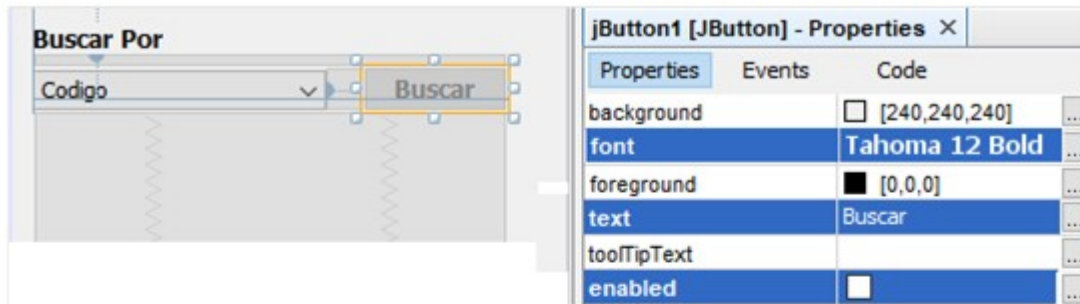 Buscar Por
Codigo
Buscar
jButton1 [JButton] - Properties ×
Properties Events Code
background [240,240,240] ...
font Tahoma 12 Bold ...
foreground [0,0,0] ...
text Buscar ...
toolTipText ...
enabled ...